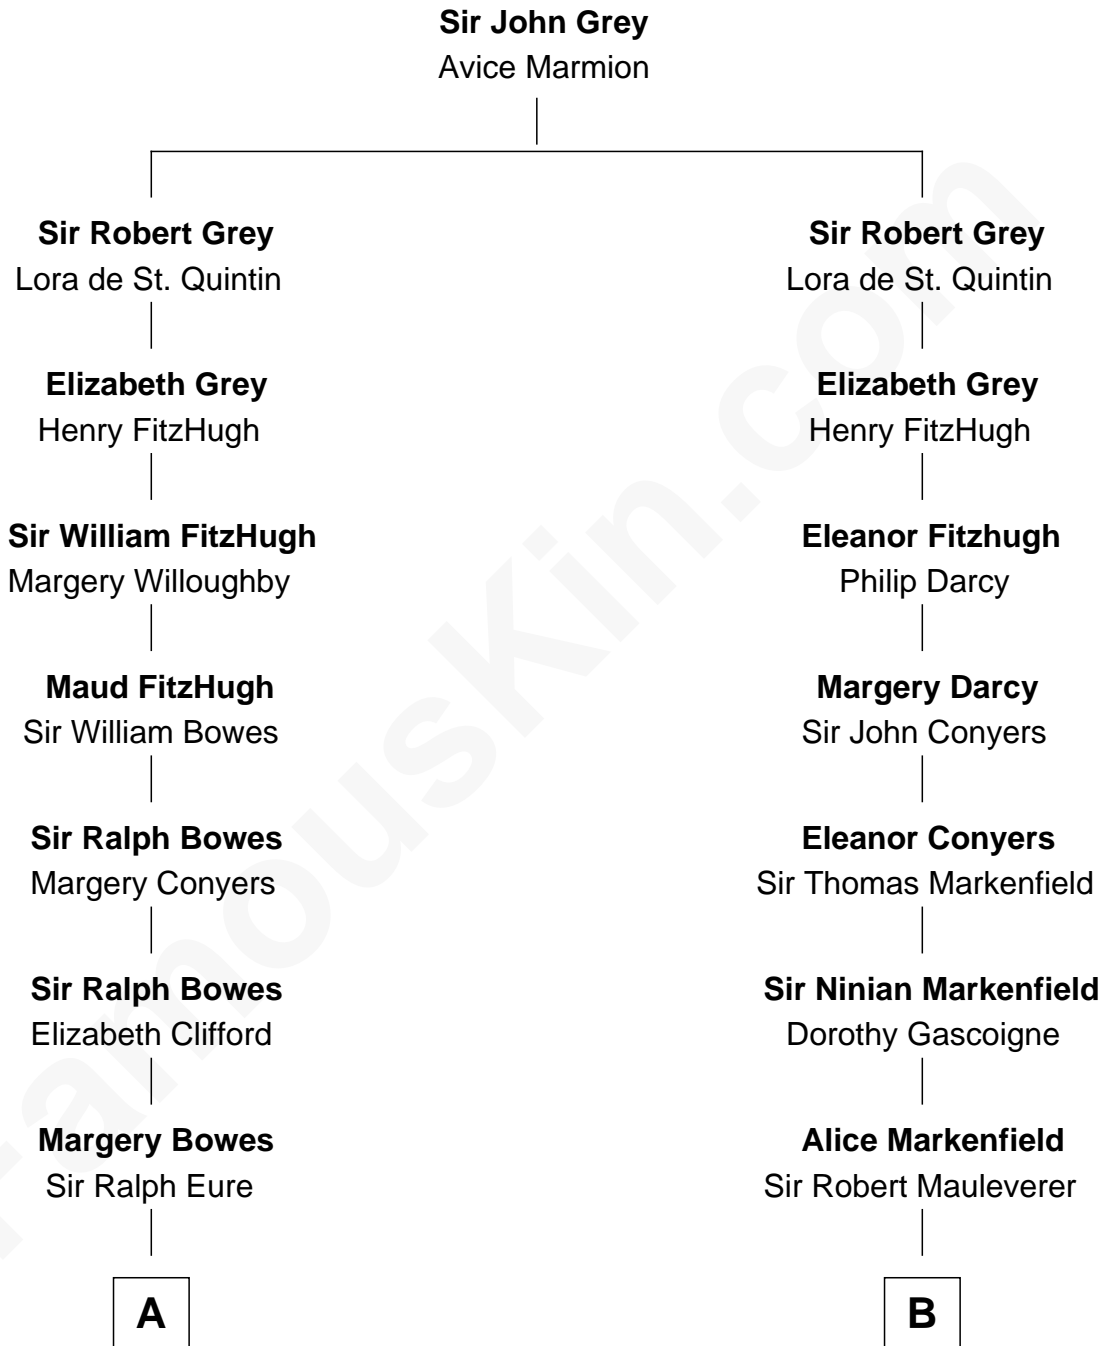 Sir John Grey
Avice Marmion
Sir Robert Grey
Lora de St. Quintin
Sir Robert Grey
Lora de St. Quintin
Elizabeth Grey
Henry FitzHugh
Elizabeth Grey
Henry FitzHugh
Sir William FitzHugh
Margery Willoughby
Eleanor Fitzhugh
Philip Darcy
Maud FitzHugh
Sir William Bowes
Margery Darcy
Sir John Conyers
Sir Ralph Bowes
Margery Conyers
Eleanor Conyers
Sir Thomas Markenfield
Sir Ralph Bowes
Elizabeth Clifford
Sir Ninian Markenfield
Dorothy Gascoigne
Margery Bowes
Sir Ralph Eure
Alice Markenfield
Sir Robert Mauleverer
A
B
FamousKin.com